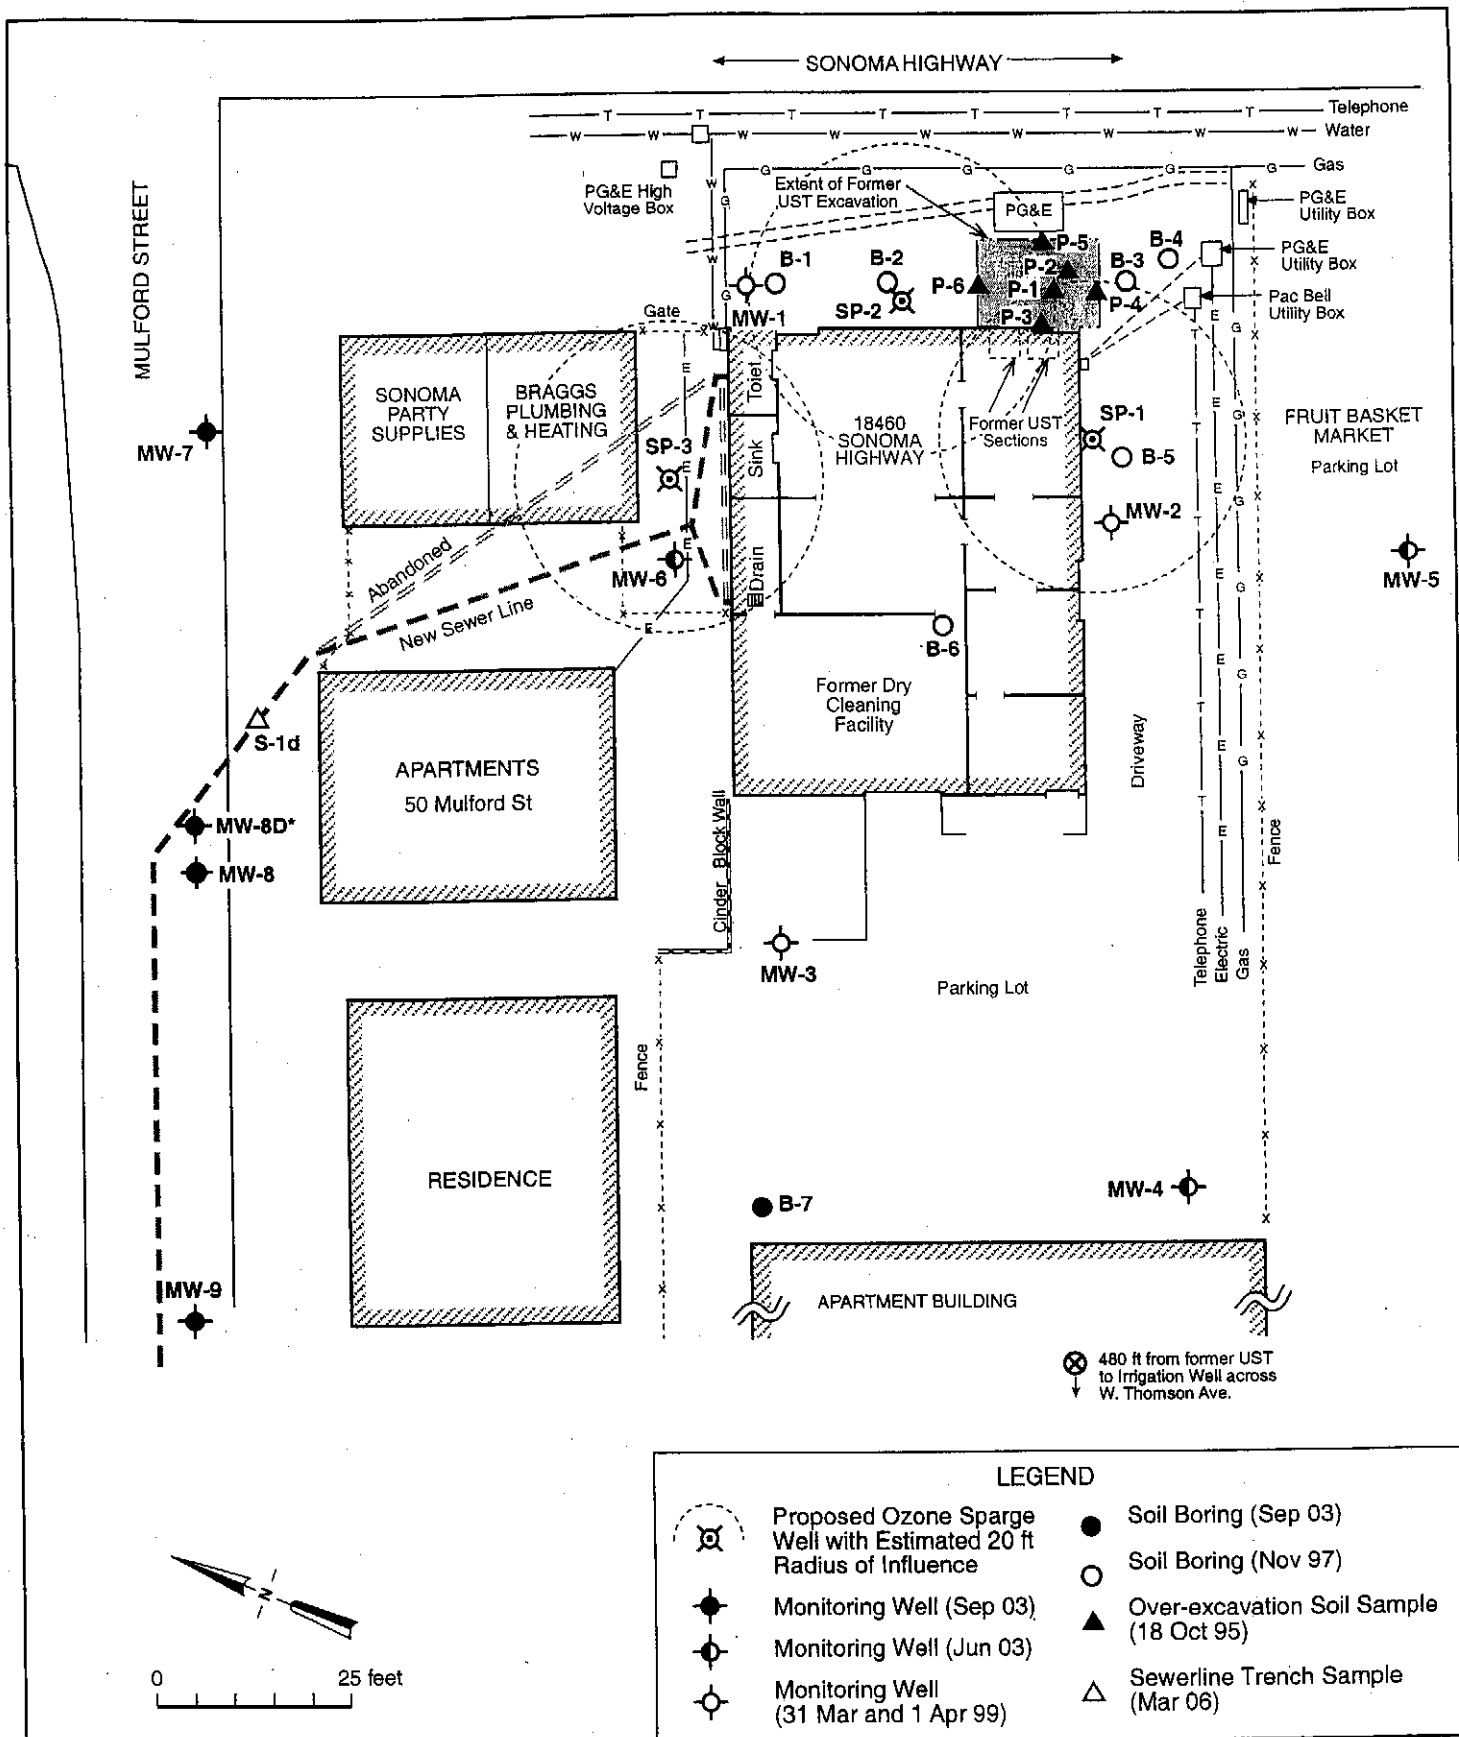 SONOMA HIGHWAY
T T T T T T T T Telephone
W W W W W W W W W Water
G G G G G G Gas
MULFORD STREET
PG&E High
Voltage Box
Extent of Former
UST Excavation
PG&E
PG&E
Utility Box
PG&E
Utility Box
Pac Bell
Utility Box
B-1
B-2
B-3
B-4
P-5
P-2
P-6
P-1
P-4
P-3
SP-2
MW-1
Gate
SONOMA
PARTY
SUPPLIES
BRAGGS
PLUMBING
& HEATING
Toilet
Sink
Drain
18460
SONOMA
HIGHWAY
Former UST
Sections
SP-1
B-5
MW-2
FRUIT BASKET
MARKET
Parking Lot
MW-7
SP-3
MW-6
MW-5
Abandoned
New Sewer Line
B-6
Former Dry
Cleaning
Facility
S-1d
APARTMENTS
50 Mulford St
MW-8D*
MW-8
Cinder Block Wall
Driveway
Fence
Telephone
Electric
Gas
MW-3
Parking Lot
Fence
RESIDENCE
MW-4
B-7
MW-9
APARTMENT BUILDING
480 ft from former UST
to Irrigation Well across
W. Thomson Ave.
LEGEND
Proposed Ozone Sparge
Well with Estimated 20 ft
Radius of Influence
Monitoring Well (Sep 03)
Monitoring Well (Jun 03)
Monitoring Well
(31 Mar and 1 Apr 99)
Soil Boring (Sep 03)
Soil Boring (Nov 97)
Over-excavation Soil Sample
(18 Oct 95)
Sewerline Trench Sample
(Mar 06)
N
0 25 feet